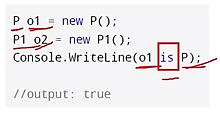 P o1 = new P();
P1 o2 = new P1();
Console.WriteLine(o1 is P);
//output: true